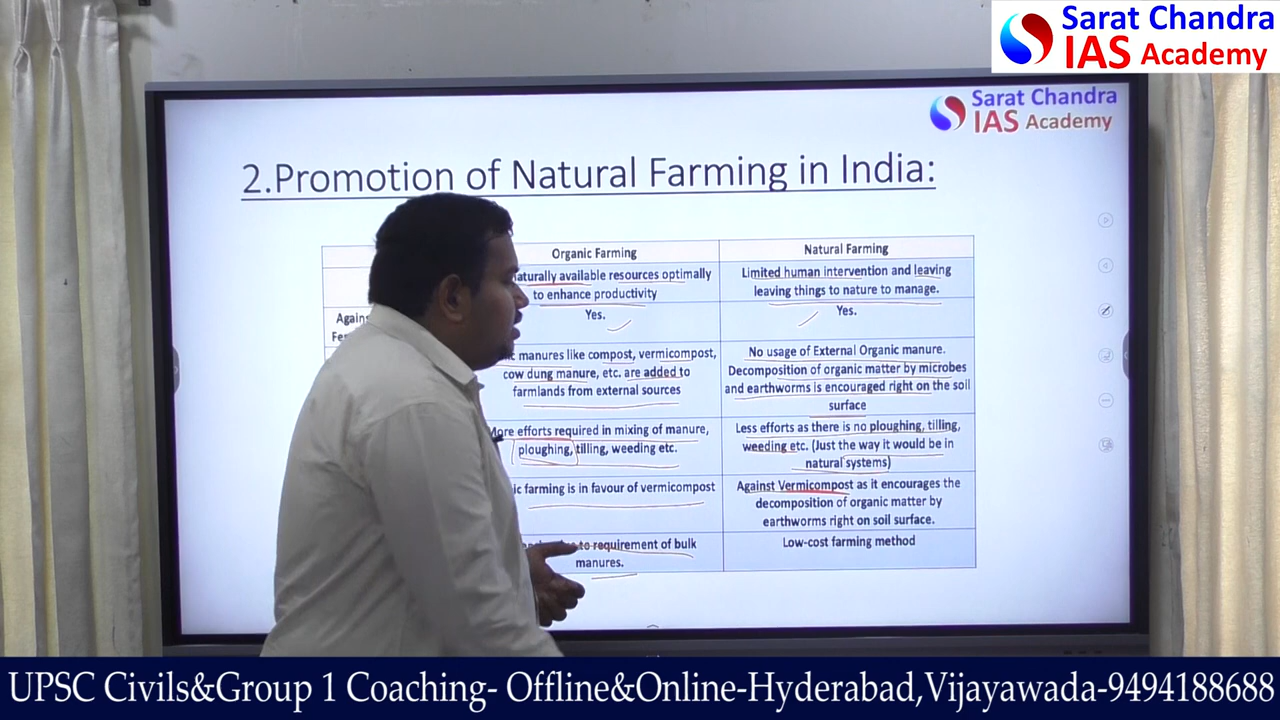 Sarat Chandra
IAS Academy
Sarat Chandra
IAS Academy
2.Promotion of Natural Farming in India:
Organic Farming
Natural Farming
naturally available resources optimally
to enhance productivity
Limited human intervention and leaving
leaving things to nature to manage.
Yes.
Yes.
manures like compost, vermicompost,
cow dung manure, etc. are added to
farmlands from external sources
No usage of External Organic manure.
Decomposition of organic matter by microbes
and earthworms is encouraged right on the soil
surface
More efforts required in mixing of manure,
ploughing, tilling, weeding etc.
Less efforts as there is no ploughing, tilling,
weeding etc. (Just the way it would be in
natural systems)
farming is in favour of vermicompost
Against Vermicompost as it encourages the
decomposition of organic matter by
earthworms right on soil surface.
to requirement of bulk
manures.
Low-cost farming method
UPSC Civils&Group 1 Coaching- Offline&Online-Hyderabad,Vijayawada-9494188688